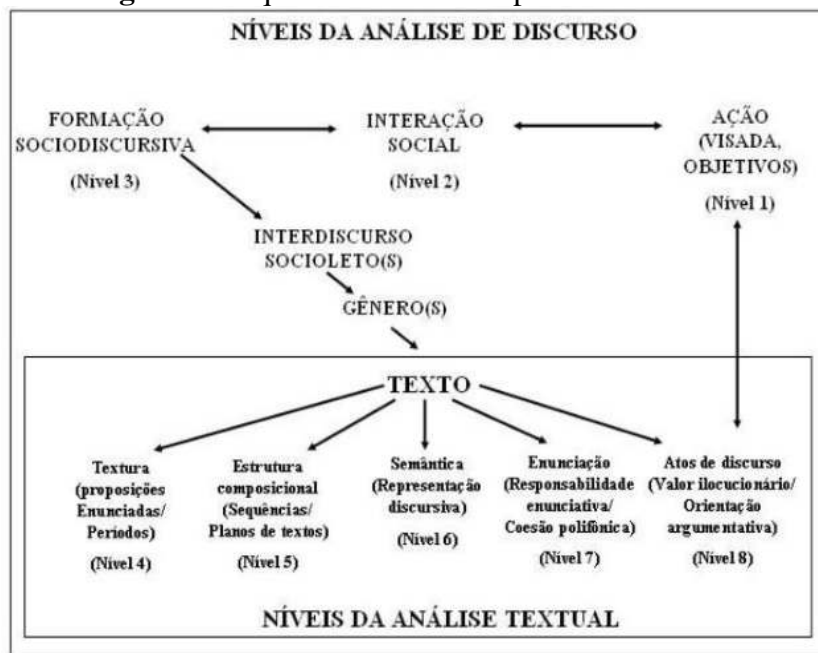 NÍVEIS DA ANÁLISE DE DISCURSO
FORMAÇÃO
SOCIODISCURSIVA
(Nível 3)
INTERAÇÃO
SOCIAL
(Nível 2)
AÇÃO
(VISADA,
OBJETIVOS)
(Nível 1)
INTERDISCURSO
SOCIOLETO(S)
GÊNERO(S)
TEXTO
Textura
(proposições
Enunciadas/
Períodos)
(Nível 4)
Estrutura
composicional
(Sequências/
Planos de textos)
(Nível 5)
Semântica
(Representação
discursiva)
(Nível 6)
Enunciação
(Responsabilidade
enunciativa/
Coesão polifônica)
(Nível 7)
Atos de discurso
(Valor ilocucionário/
Orientação
argumentativa)
(Nível 8)
NÍVEIS DA ANÁLISE TEXTUAL